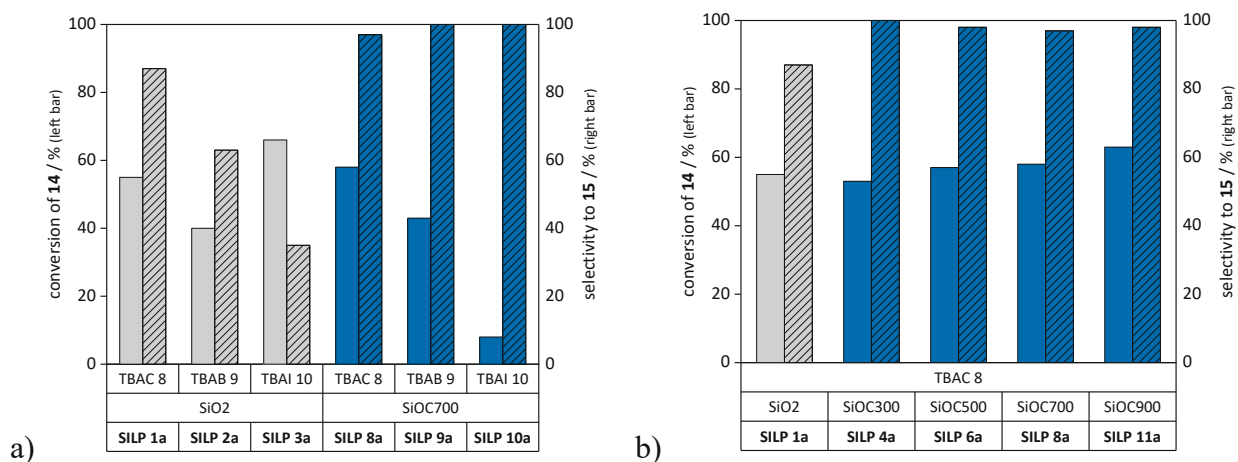 100
80
60
40
20
0
conversion of 14 / % (left bar)
100
80
60
40
20
0
selectivity to 15 / % (right bar)
TBAC 8 TBAB 9 TBAI 10 TBAC 8 TBAB 9 TBAI 10
SiO2 SiOC700
SILP 1a SILP 2a SILP 3a SILP 8a SILP 9a SILP 10a
a)
100
80
60
40
20
0
conversion of 14 / % (left bar)
100
80
60
40
20
0
selectivity to 15 / % (right bar)
TBAC 8
SiO2 SiOC300 SiOC500 SiOC700 SiOC900
SILP 1a SILP 4a SILP 6a SILP 8a SILP 11a
b)